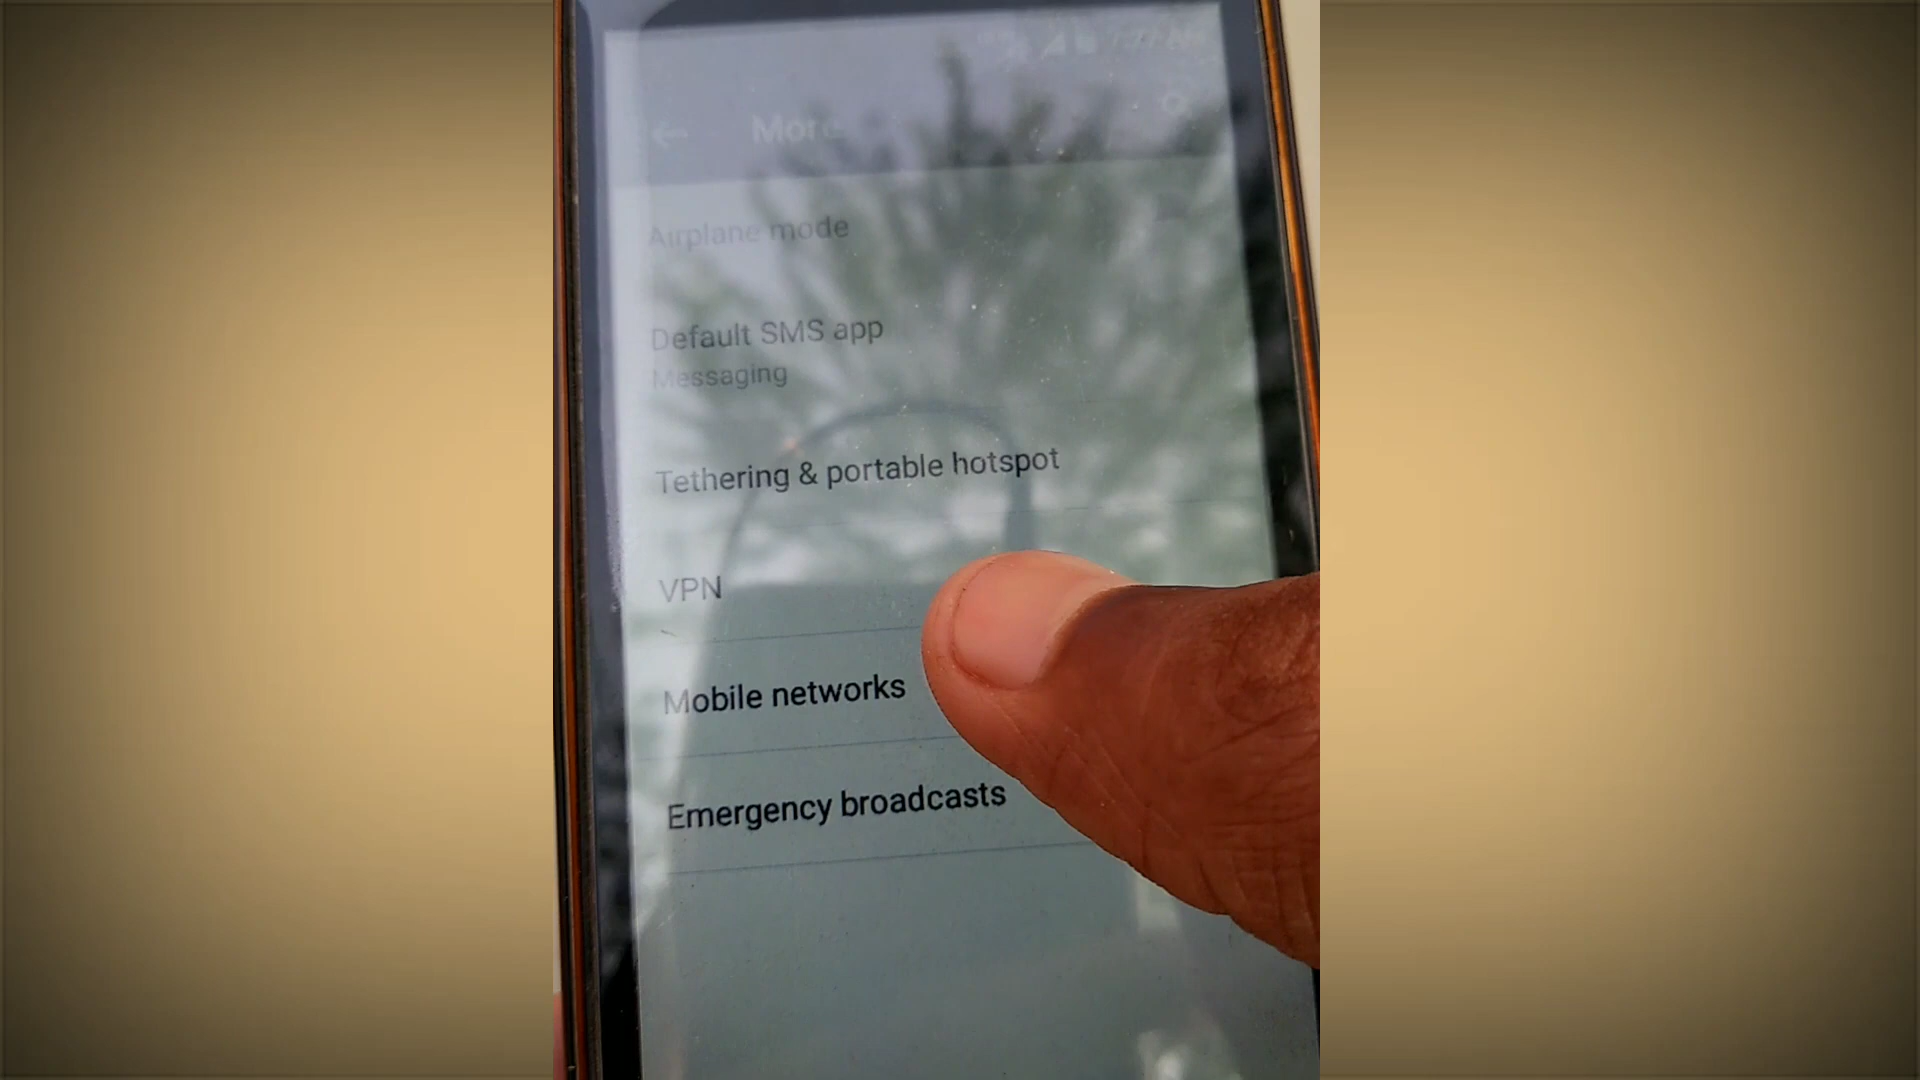 More
Airplane mode
Default SMS app
Messaging
Tethering & portable hotspot
VPN
Mobile networks
Emergency broadcasts